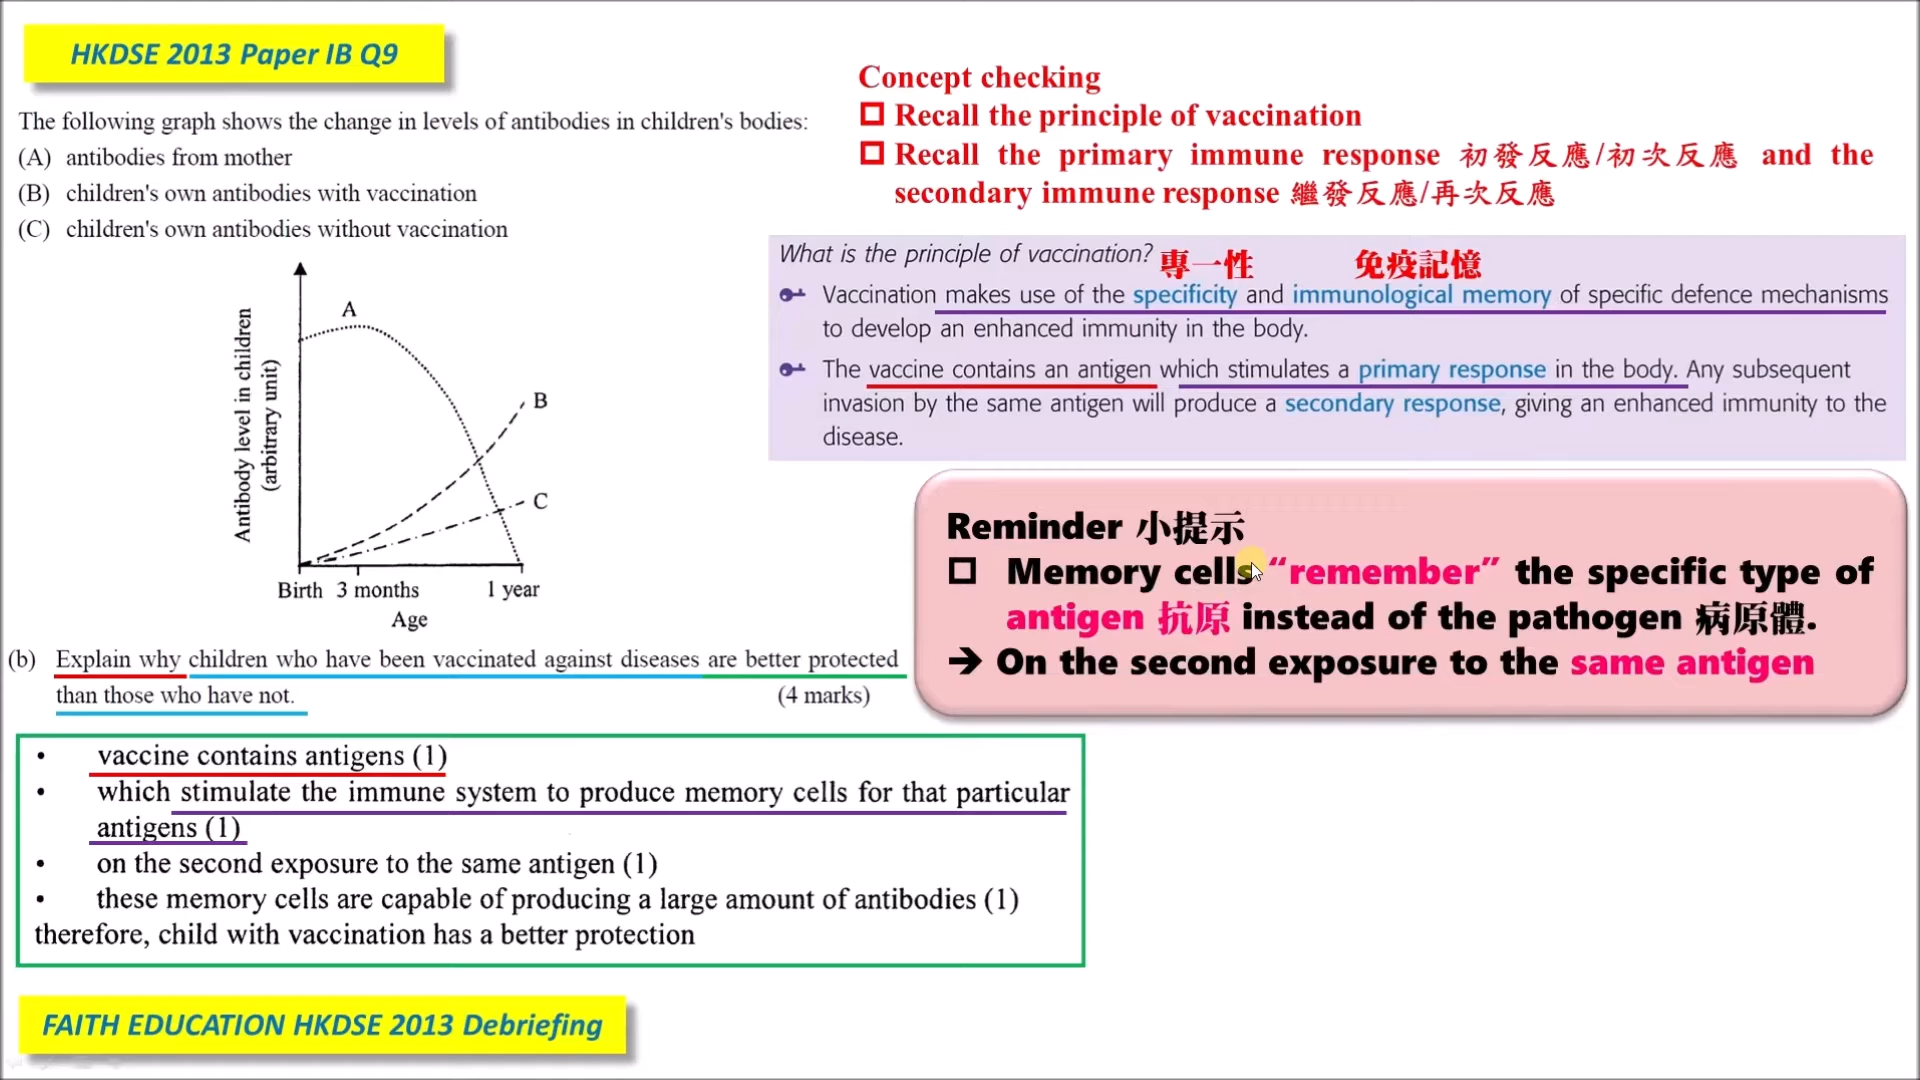 HKDSE 2013 Paper IB Q9
The following graph shows the change in levels of antibodies in children's bodies:
(A) antibodies from mother
(B) children's own antibodies with vaccination
(C) children's own antibodies without vaccination
Antibody level in children
(arbitrary unit)
A
B
C
Birth 3 months 1 year
Age
(b) Explain why children who have been vaccinated against diseases are better protected
than those who have not. (4 marks)
• vaccine contains antigens (1)
• which stimulate the immune system to produce memory cells for that particular
antigens (1)
• on the second exposure to the same antigen (1)
• these memory cells are capable of producing a large amount of antibodies (1)
therefore, child with vaccination has a better protection
FAITH EDUCATION HKDSE 2013 Debriefing
Concept checking
Recall the principle of vaccination
Recall the primary immune response 初發反應/初次反應 and the
secondary immune response 繼發反應/再次反應
What is the principle of vaccination? 專一性 免疫記憶
Vaccination makes use of the specificity and immunological memory of specific defence mechanisms
to develop an enhanced immunity in the body.
The vaccine contains an antigen which stimulates a primary response in the body. Any subsequent
invasion by the same antigen will produce a secondary response, giving an enhanced immunity to the
disease.
Reminder 小提示
Memory cells “remember” the specific type of
antigen 抗原 instead of the pathogen 病原體.
→ On the second exposure to the same antigen